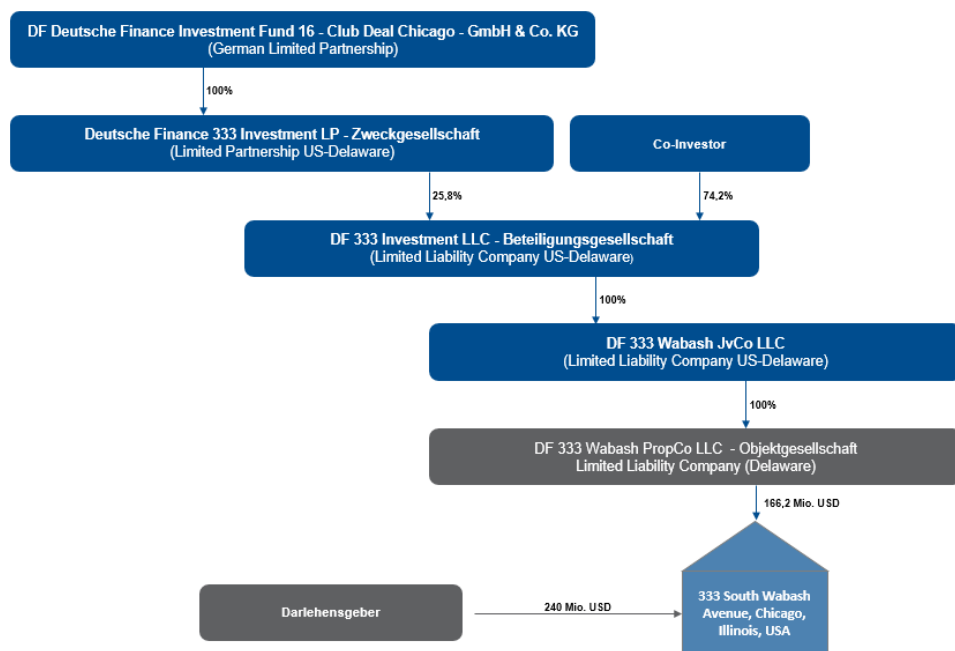 DF Deutsche Finance Investment Fund 16 - Club Deal Chicago - GmbH & Co. KG
(German Limited Partnership)
100%
Deutsche Finance 333 Investment LP - Zweckgesellschaft
(Limited Partnership US-Delaware)
Co-Investor
25,8%
74,2%
DF 333 Investment LLC - Beteiligungsgesellschaft
(Limited Liability Company US-Delaware)
100%
DF 333 Wabash JvCo LLC
(Limited Liability Company US-Delaware)
100%
DF 333 Wabash PropCo LLC - Objektgesellschaft
Limited Liability Company (Delaware)
166,2 Mio. USD
Darlehensgeber
240 Mio. USD
333 South Wabash
Avenue, Chicago,
Illinois, USA